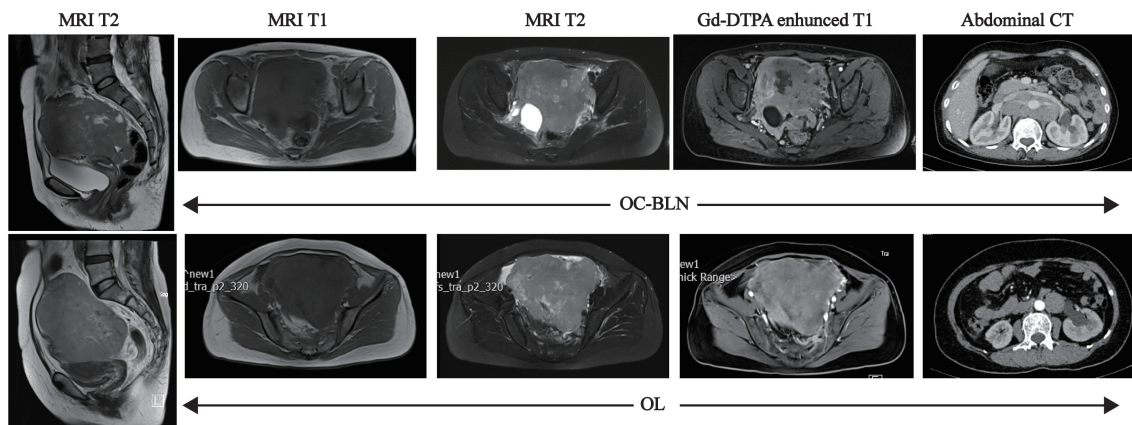 MRI T2
MRI T1
MRI T2
Gd-DTPA enhunced T1
Abdominal CT
OC-BLN
^new1
d_tra_p2_320
new1
fs_tra_p2_320
new1
nick Range>
Tra
OL